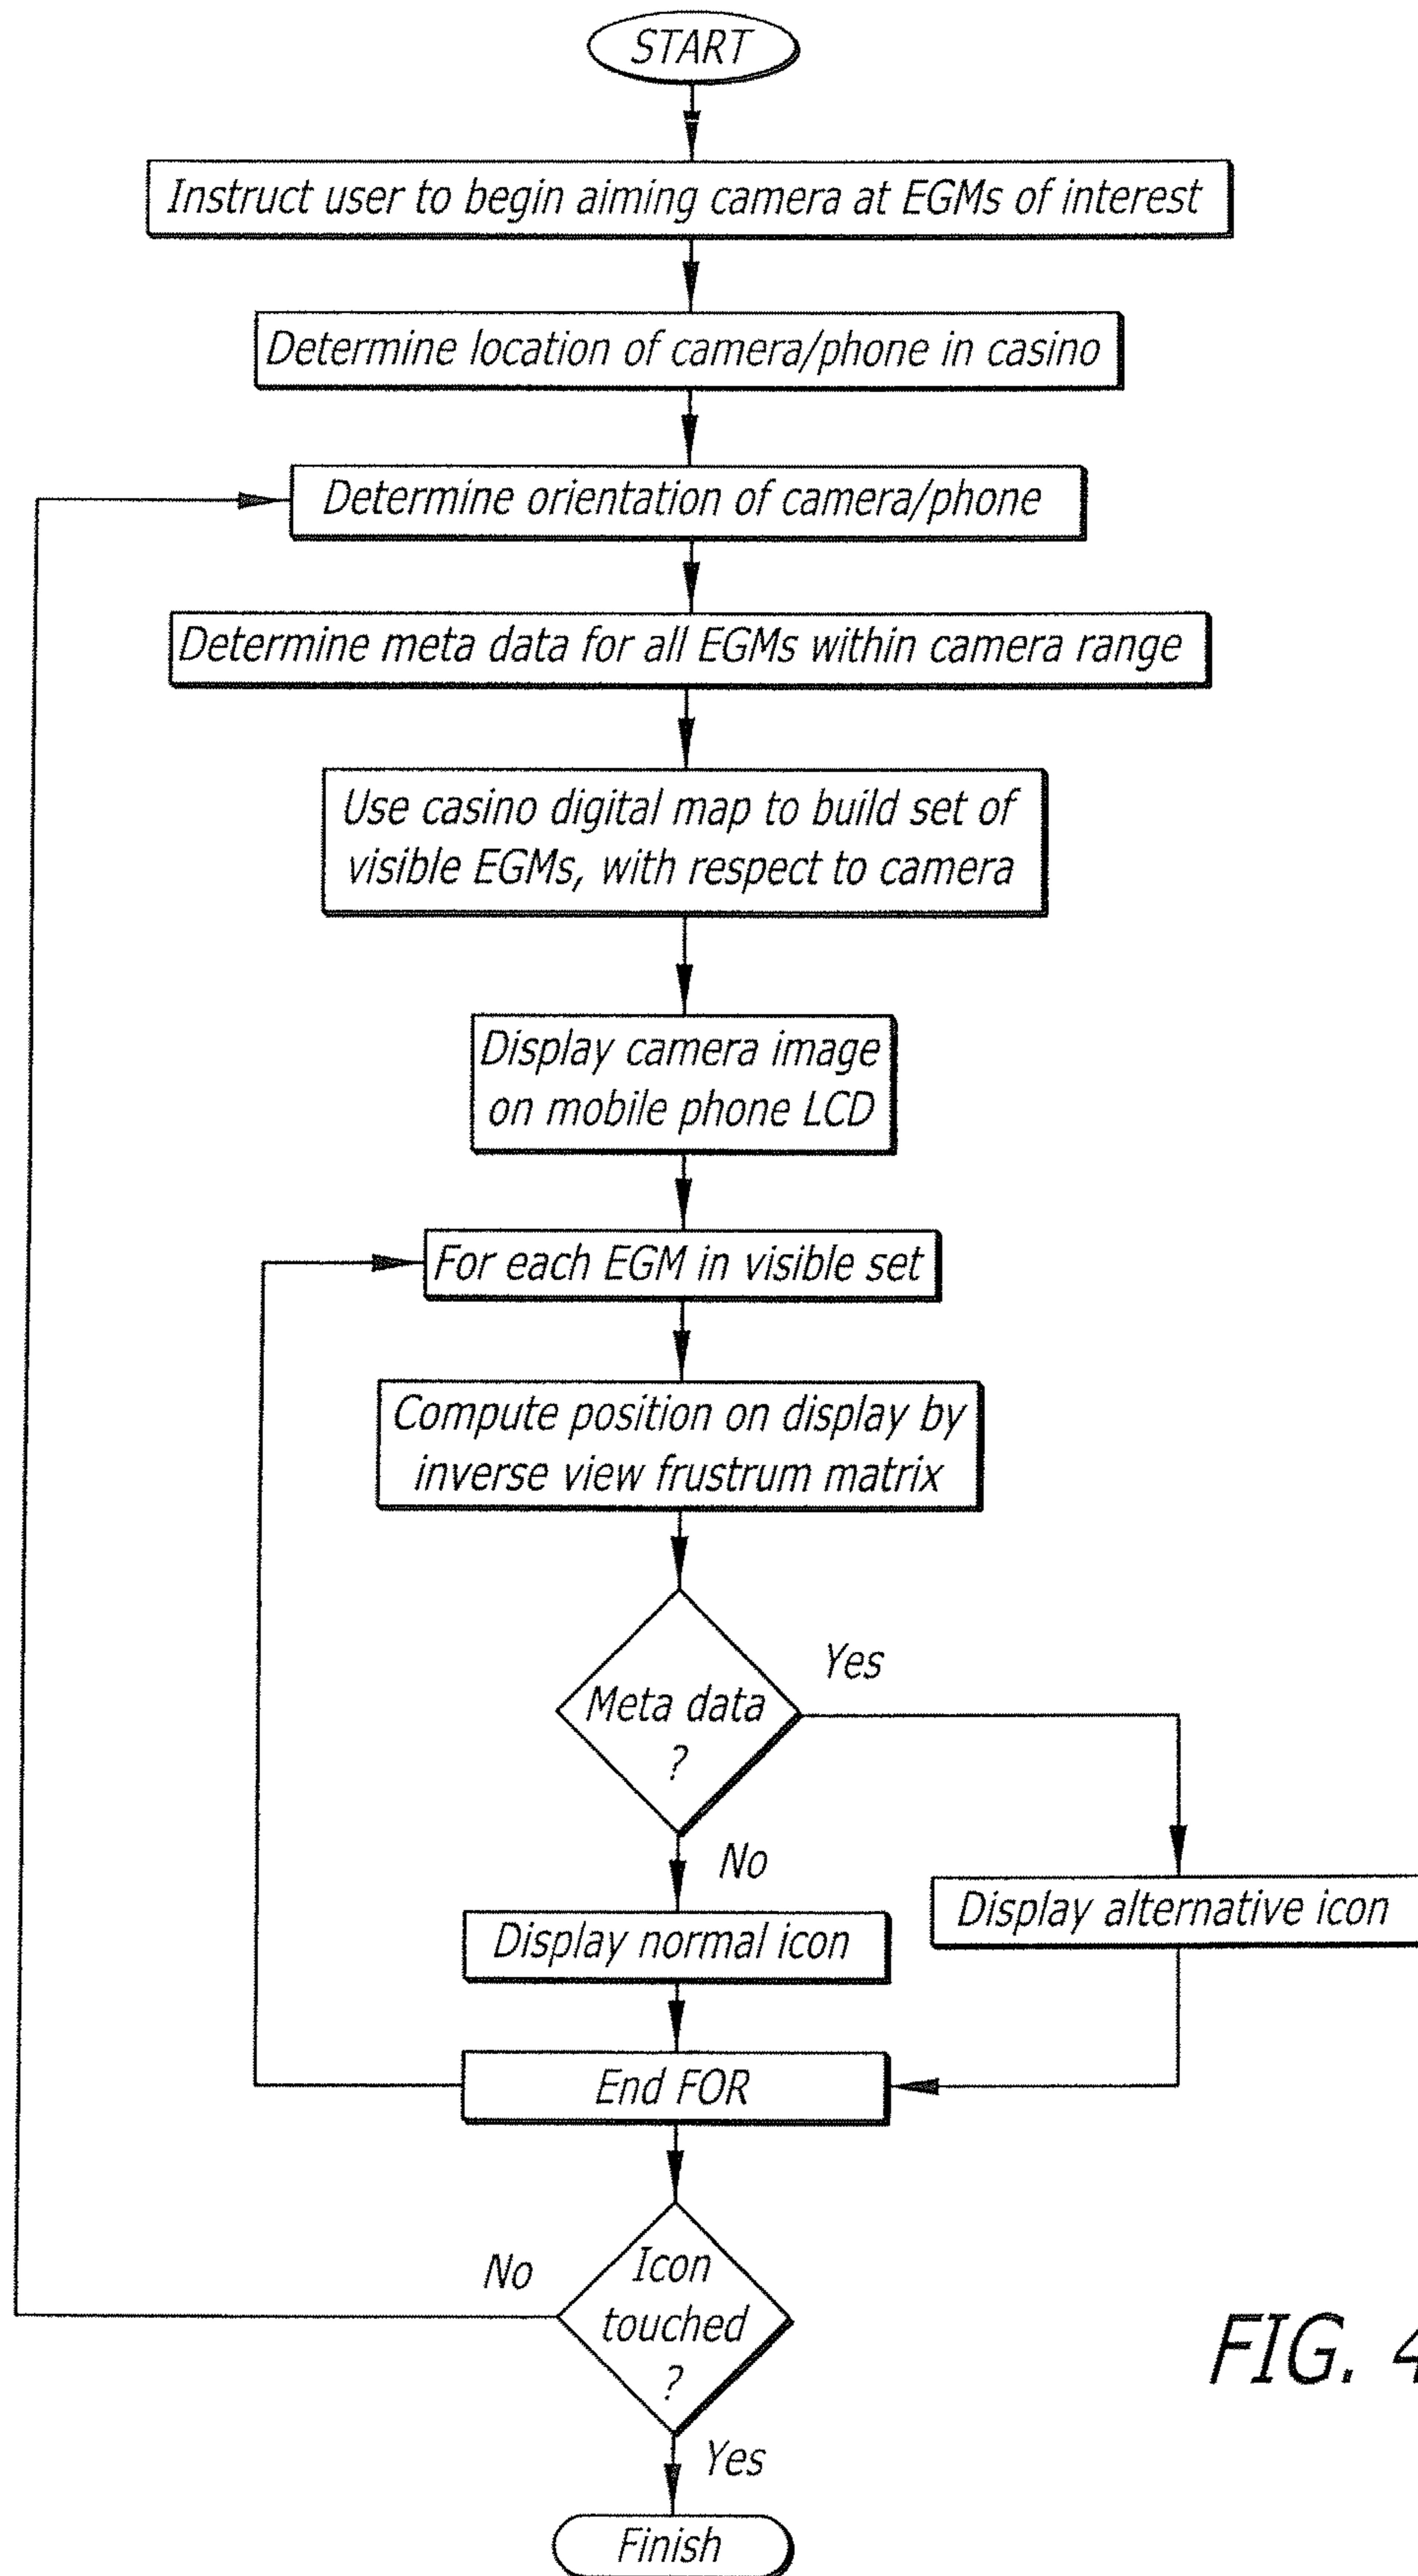 START
Instruct user to begin aiming camera at EGMs of interest
Determine location of camera/phone in casino
Determine orientation of camera/phone
Determine meta data for all EGMs within camera range
Use casino digital map to build set of
visible EGMs, with respect to camera
Display camera image
on mobile phone LCD
For each EGM in visible set
Compute position on display by
inverse view frustrum matrix
Meta data
?
Yes
No
Display normal icon
Display alternative icon
End FOR
Icon
touched
?
No
Yes
Finish
FIG. 4